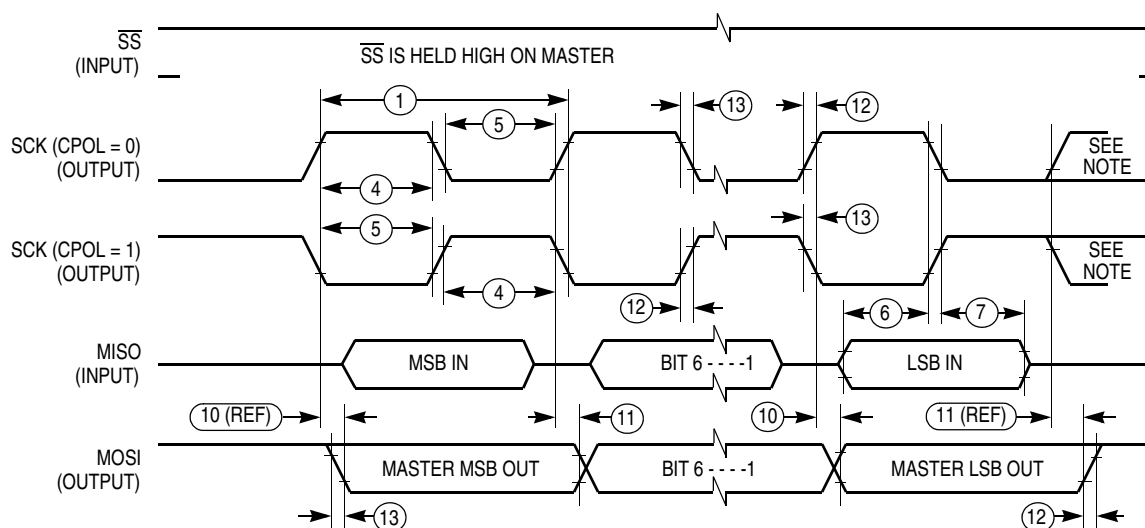 SS
(INPUT)
SS IS HELD HIGH ON MASTER
1
5
13
12
SCK (CPOL = 0)
(OUTPUT)
SEE
NOTE
4
5
13
SCK (CPOL = 1)
(OUTPUT)
SEE
NOTE
4
12
6
7
MISO
(INPUT)
MSB IN
BIT 6 - - - -1
LSB IN
10 (REF)
11
10
11 (REF)
MOSI
(OUTPUT)
MASTER MSB OUT
BIT 6 - - - -1
MASTER LSB OUT
13
12